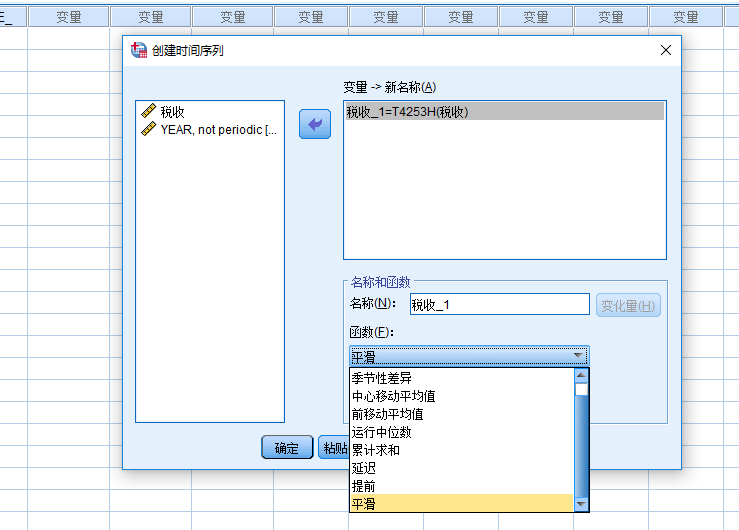 E_ 变量 变量 变量 变量 变量 变量 变量 变量 变量
创建时间序列
变量 -> 新名称(A)
税收
YEAR, not periodic [...
税收_1=T4253H(税收)
名称和函数
名称(N): 税收_1 变化量(H)
函数(F):
平滑
季节性差异
中心移动平均值
前移动平均值
运行中位数
累计求和
延迟
提前
平滑
确定 粘贴